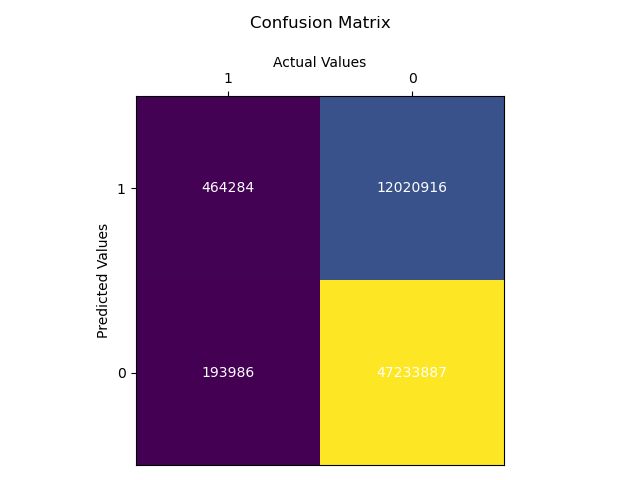 Confusion Matrix
Actual Values
1 0
Predicted Values
1 464284 12020916
0 193986 47233887